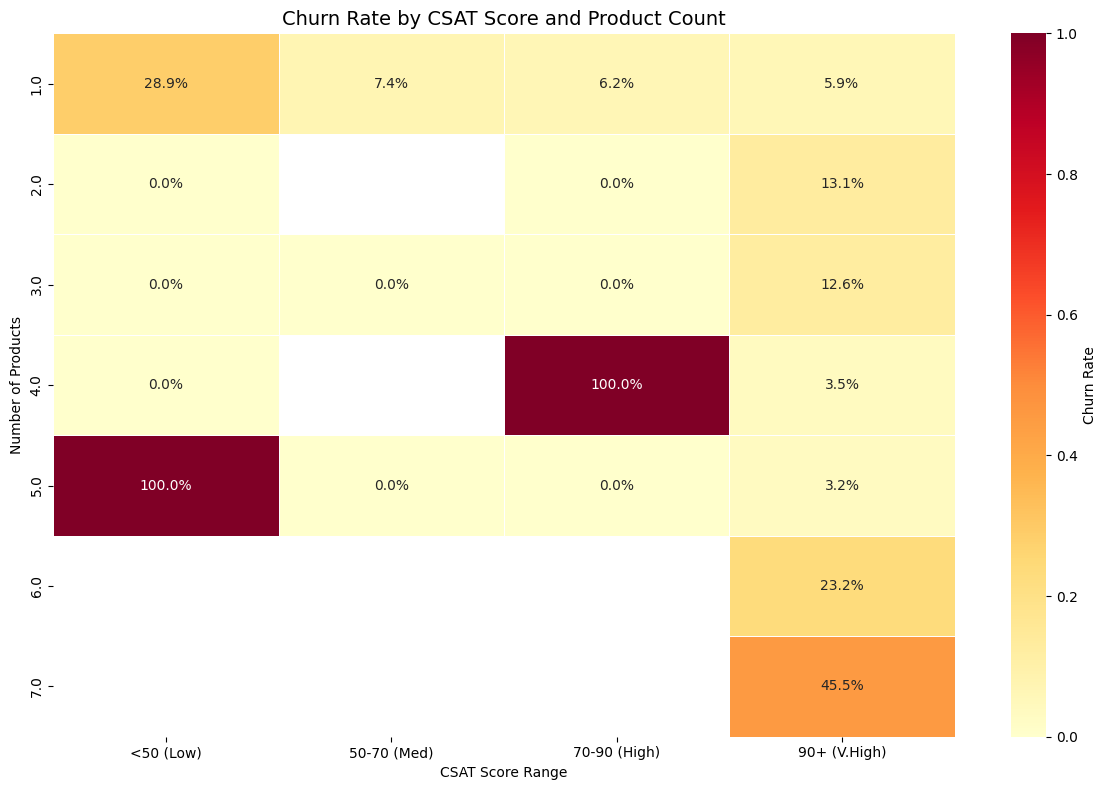 Churn Rate by CSAT Score and Product Count
Number of Products
1.0 28.9% 7.4% 6.2% 5.9%
2.0 0.0% 0.0% 13.1%
3.0 0.0% 0.0% 0.0% 12.6%
4.0 0.0% 100.0% 3.5%
5.0 100.0% 0.0% 0.0% 3.2%
6.0 23.2%
7.0 45.5%
<50 (Low) 50-70 (Med) 70-90 (High) 90+ (V.High)
CSAT Score Range
1.0
0.8
0.6
0.4
0.2
0.0
Churn Rate